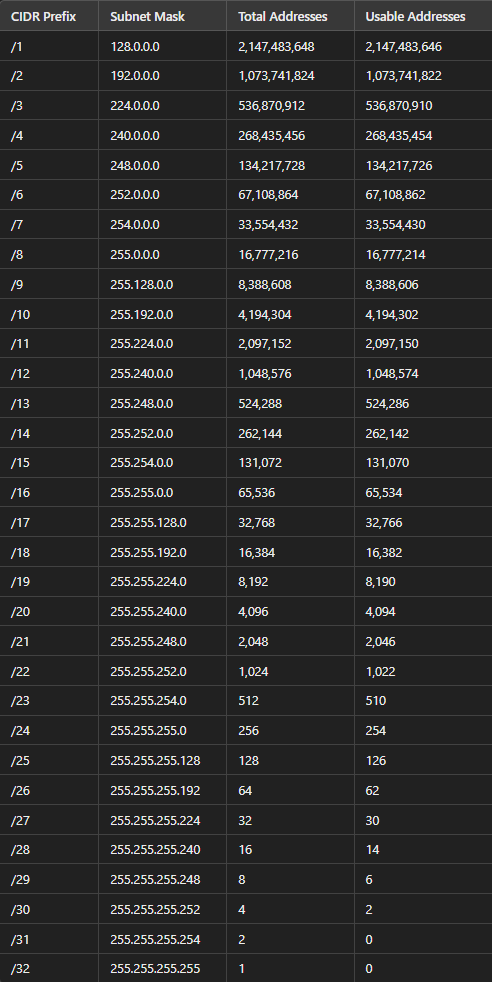 CIDR Prefix Subnet Mask Total Addresses Usable Addresses
/1 128.0.0.0 2,147,483,648 2,147,483,646
/2 192.0.0.0 1,073,741,824 1,073,741,822
/3 224.0.0.0 536,870,912 536,870,910
/4 240.0.0.0 268,435,456 268,435,454
/5 248.0.0.0 134,217,728 134,217,726
/6 252.0.0.0 67,108,864 67,108,862
/7 254.0.0.0 33,554,432 33,554,430
/8 255.0.0.0 16,777,216 16,777,214
/9 255.128.0.0 8,388,608 8,388,606
/10 255.192.0.0 4,194,304 4,194,302
/11 255.224.0.0 2,097,152 2,097,150
/12 255.240.0.0 1,048,576 1,048,574
/13 255.248.0.0 524,288 524,286
/14 255.252.0.0 262,144 262,142
/15 255.254.0.0 131,072 131,070
/16 255.255.0.0 65,536 65,534
/17 255.255.128.0 32,768 32,766
/18 255.255.192.0 16,384 16,382
/19 255.255.224.0 8,192 8,190
/20 255.255.240.0 4,096 4,094
/21 255.255.248.0 2,048 2,046
/22 255.255.252.0 1,024 1,022
/23 255.255.254.0 512 510
/24 255.255.255.0 256 254
/25 255.255.255.128 128 126
/26 255.255.255.192 64 62
/27 255.255.255.224 32 30
/28 255.255.255.240 16 14
/29 255.255.255.248 8 6
/30 255.255.255.252 4 2
/31 255.255.255.254 2 0
/32 255.255.255.255 1 0